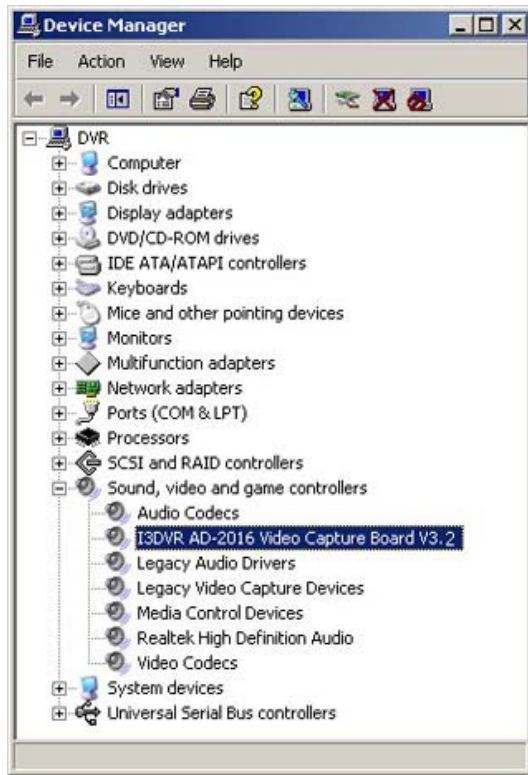 Device Manager
File Action View Help
DVR
Computer
Disk drives
Display adapters
DVD/CD-ROM drives
IDE ATA/ATAPI controllers
Keyboards
Mice and other pointing devices
Monitors
Multifunction adapters
Network adapters
Ports (COM & LPT)
Processors
SCSI and RAID controllers
Sound, video and game controllers
Audio Codecs
I3DVR AD-2016 Video Capture Board V3.2
Legacy Audio Drivers
Legacy Video Capture Devices
Media Control Devices
Realtek High Definition Audio
Video Codecs
System devices
Universal Serial Bus controllers